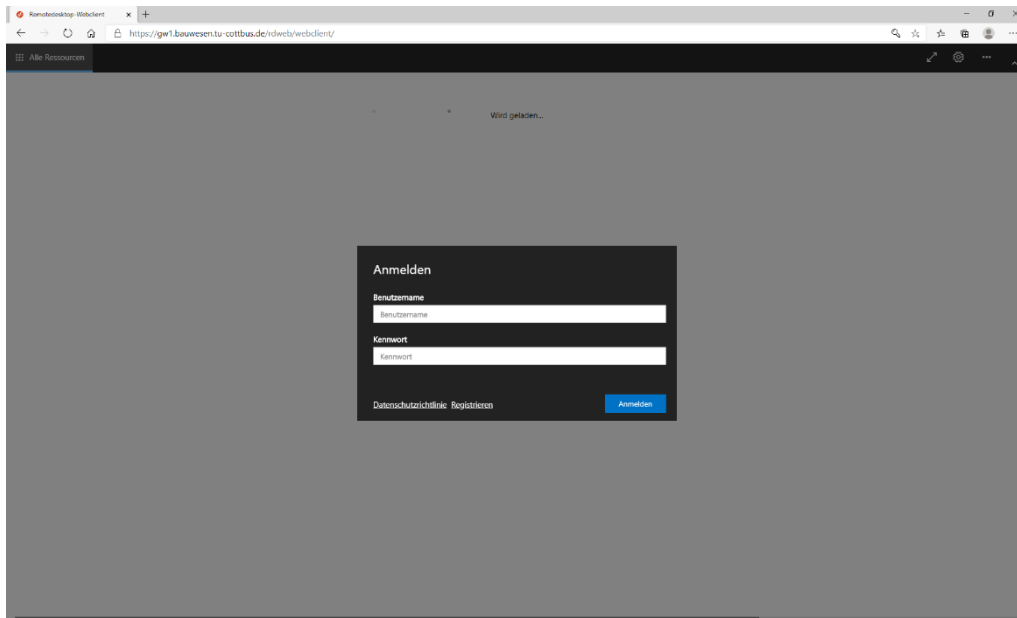 Remotedesktop-Webclient
https://gw1.bauwesen.tu-cottbus.de/rdweb/webclient/
Alle Ressourcen
Wird geladen...
Anmelden
Benutzername
Benutzername
Kennwort
Kennwort
Datenschutzrichtlinie Registrieren
Anmelden